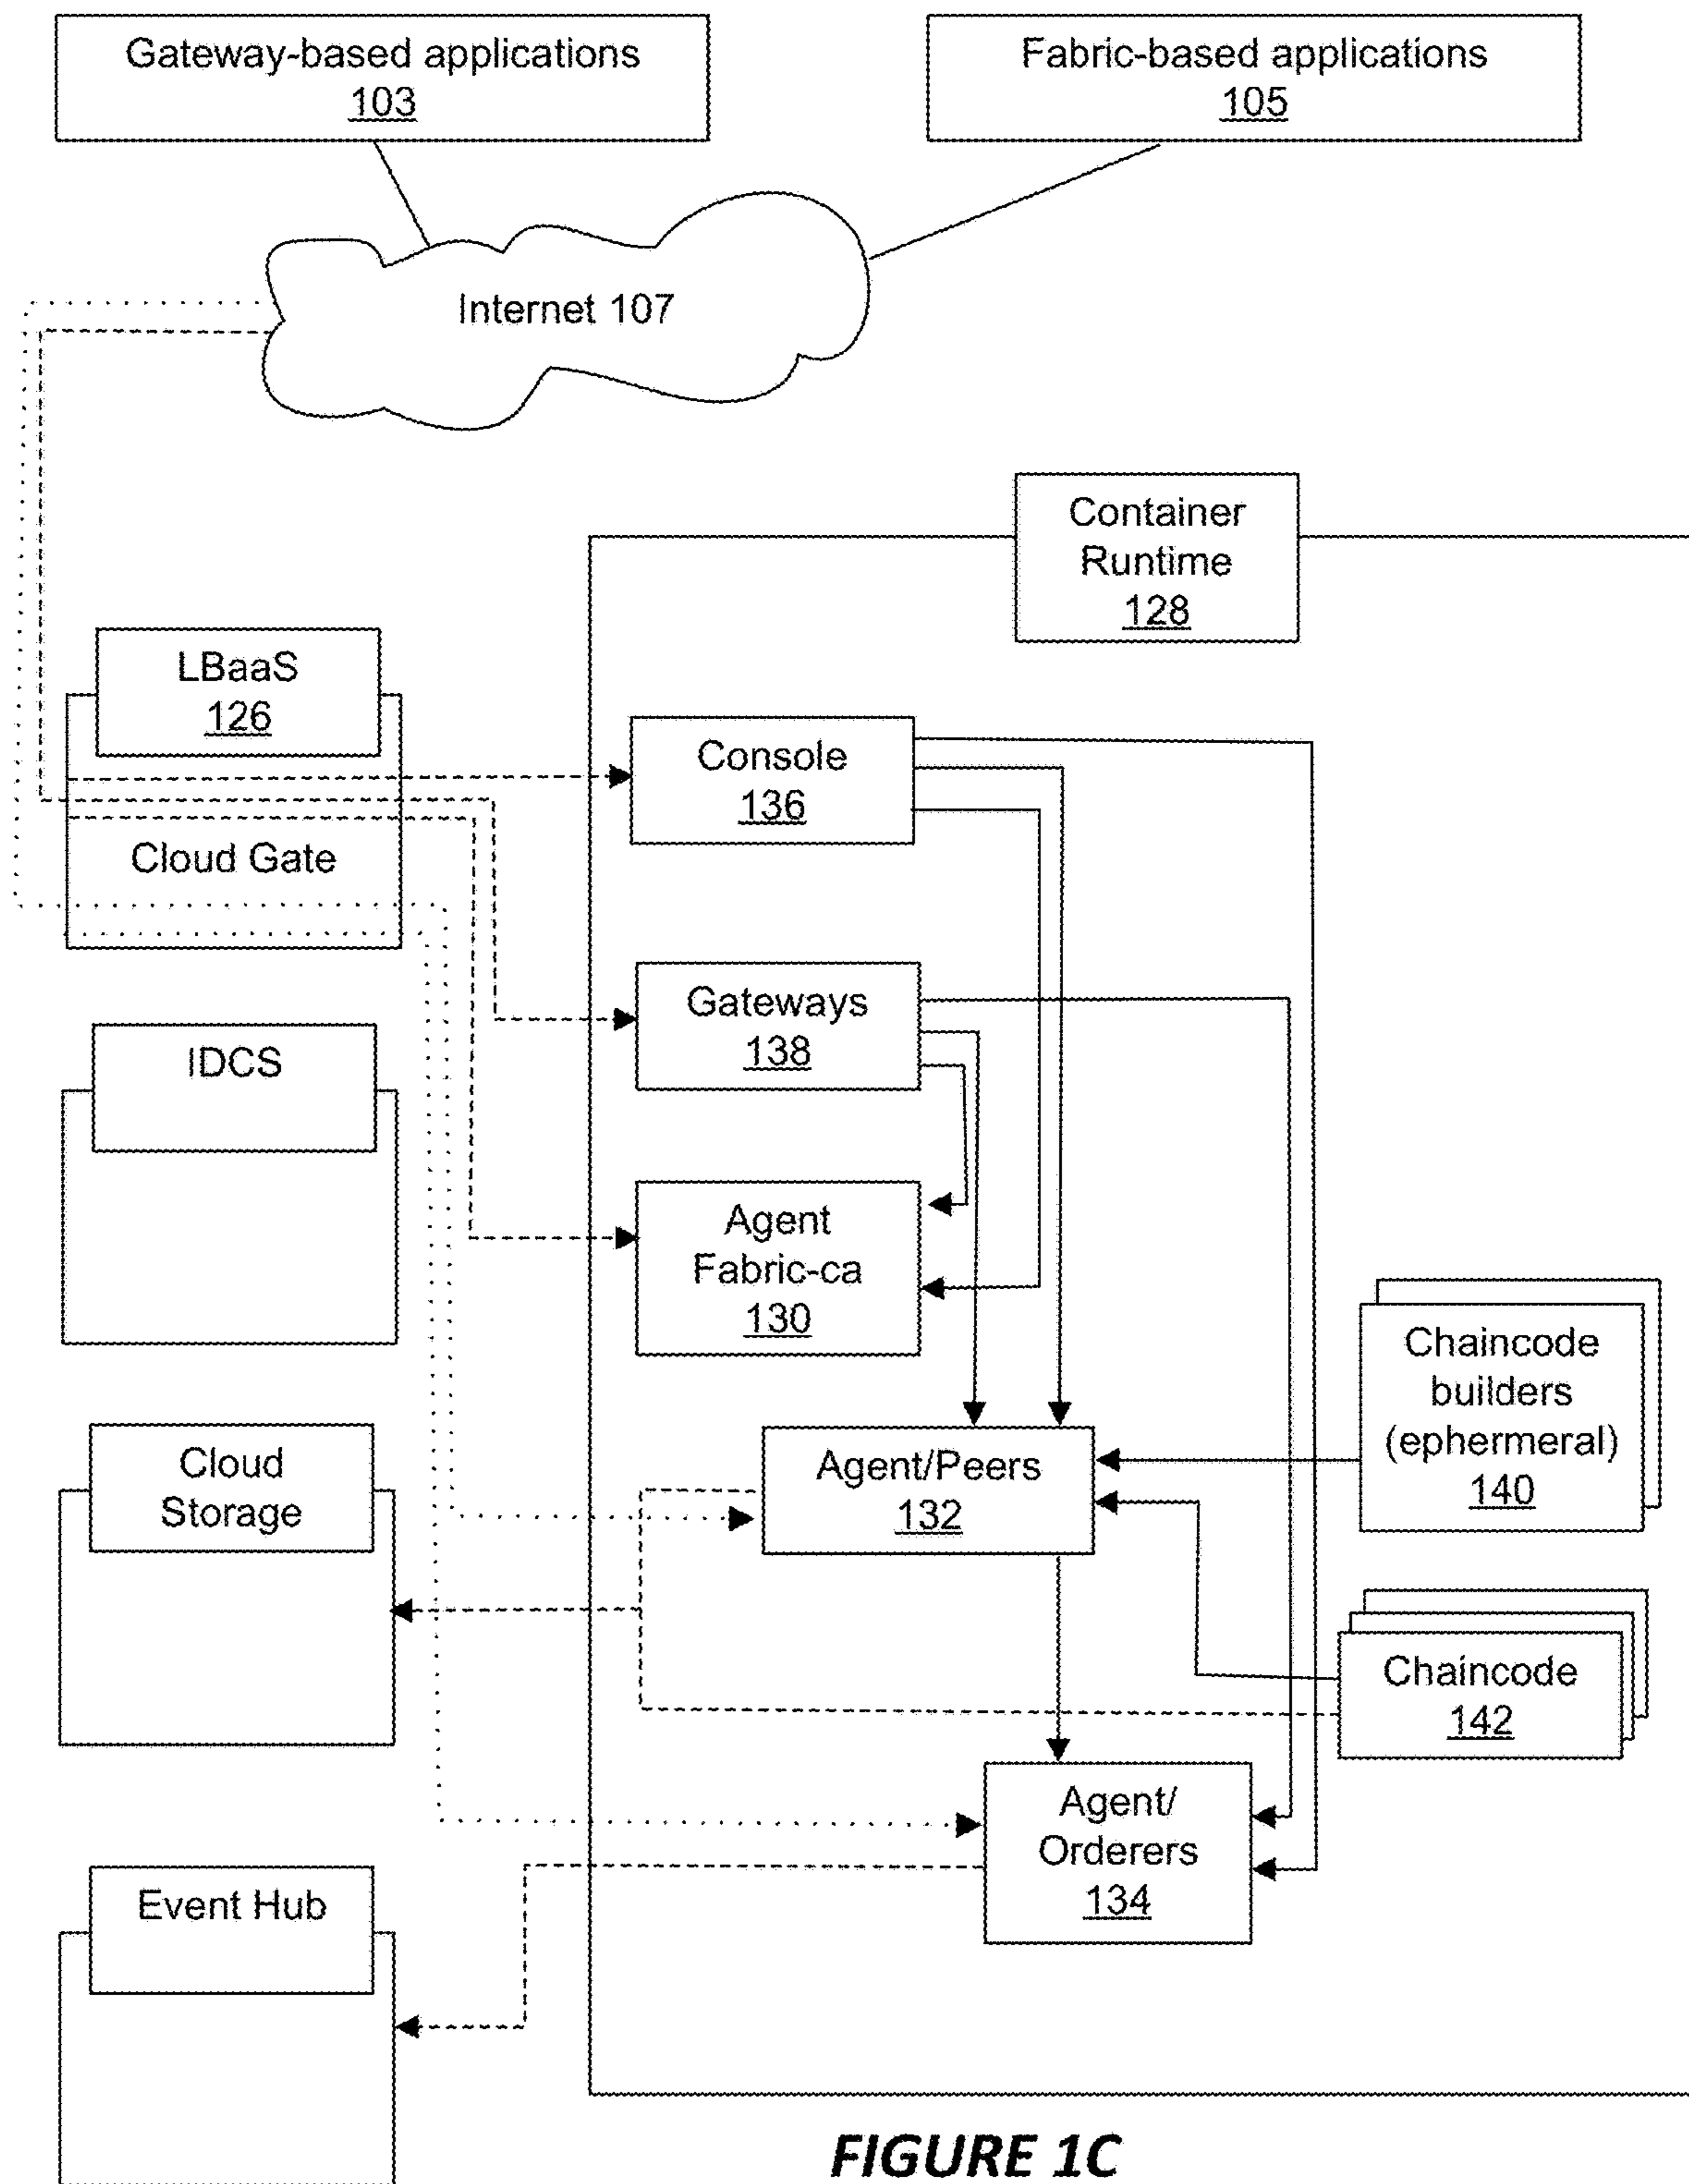 Gateway-based applications
103
Fabric-based applications
105
Internet 107
Container
Runtime
128
LBaaS
126
Cloud Gate
Console
136
Gateways
138
IDCS
Agent
Fabric-ca
130
Chaincode
builders
(ephermeral)
140
Cloud
Storage
Agent/Peers
132
Chaincode
142
Agent/
Orderers
134
Event Hub
FIGURE 1C